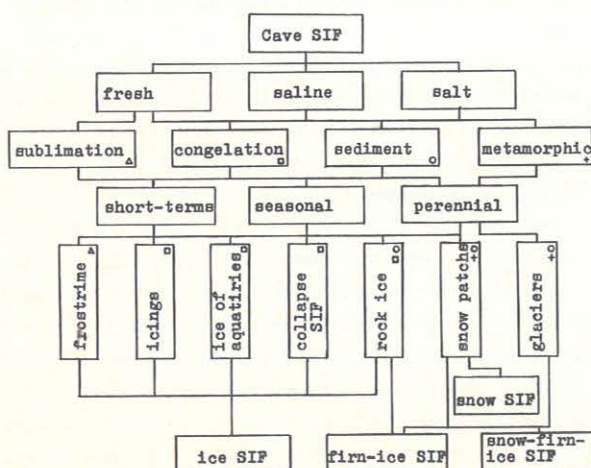 Cave SIF
fresh
saline
salt
sublimation
congelation
sediment
metamorphic
short-terms
seasonal
perennial
frostrime
icings
ice of
aquatiries
collapse
SIF
rock ice
snow patchs
glaciers
snow SIF
ice SIF
firn-ice SIF
snow-firn-
ice SIF